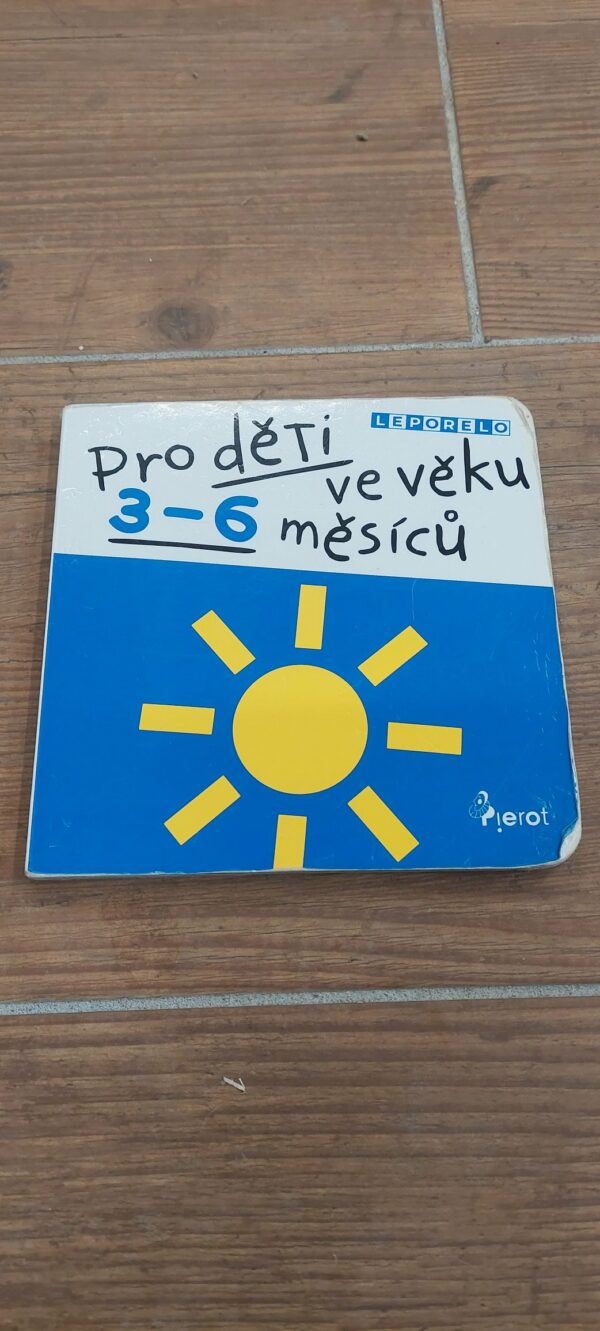 LEPORELO
Pro děti
ve věku
3-6 měsíců
Pierot